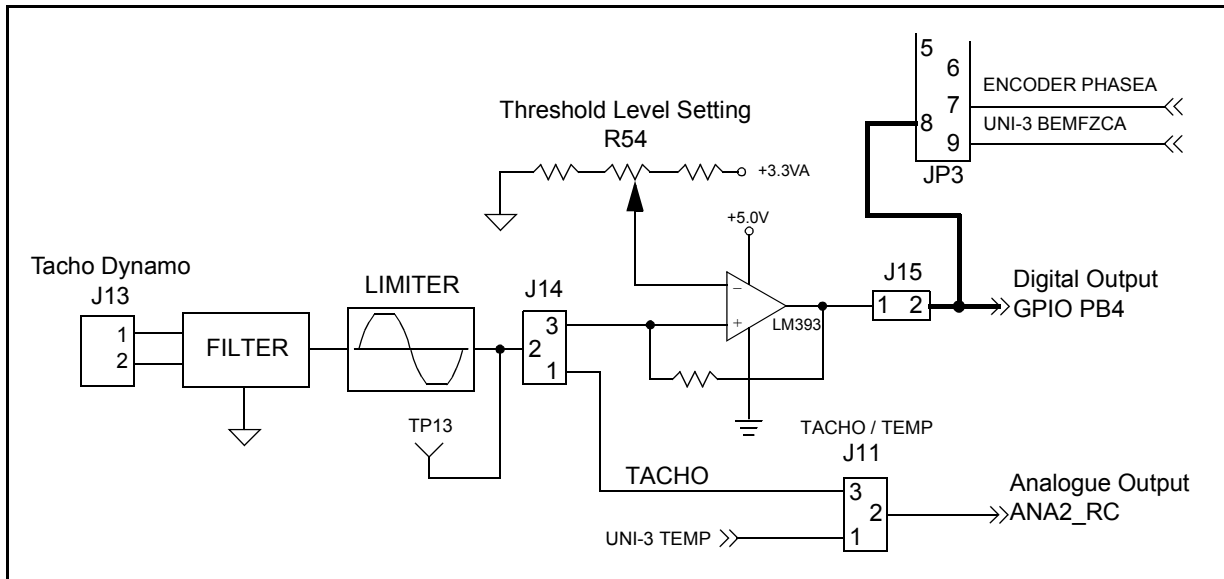 5
6
ENCODER PHASEA
7
8
UNI-3 BEMFZCA
9
JP3
Threshold Level Setting
R54
+3.3VA
+5.0V
Tacho Dynamo
J13
1
2
FILTER
LIMITER
J14
3
2
1
−
+
LM393
J15
1 2
Digital Output
GPIO PB4
TP13
TACHO
TACHO / TEMP
J11
3
2
1
UNI-3 TEMP
Analogue Output
ANA2_RC